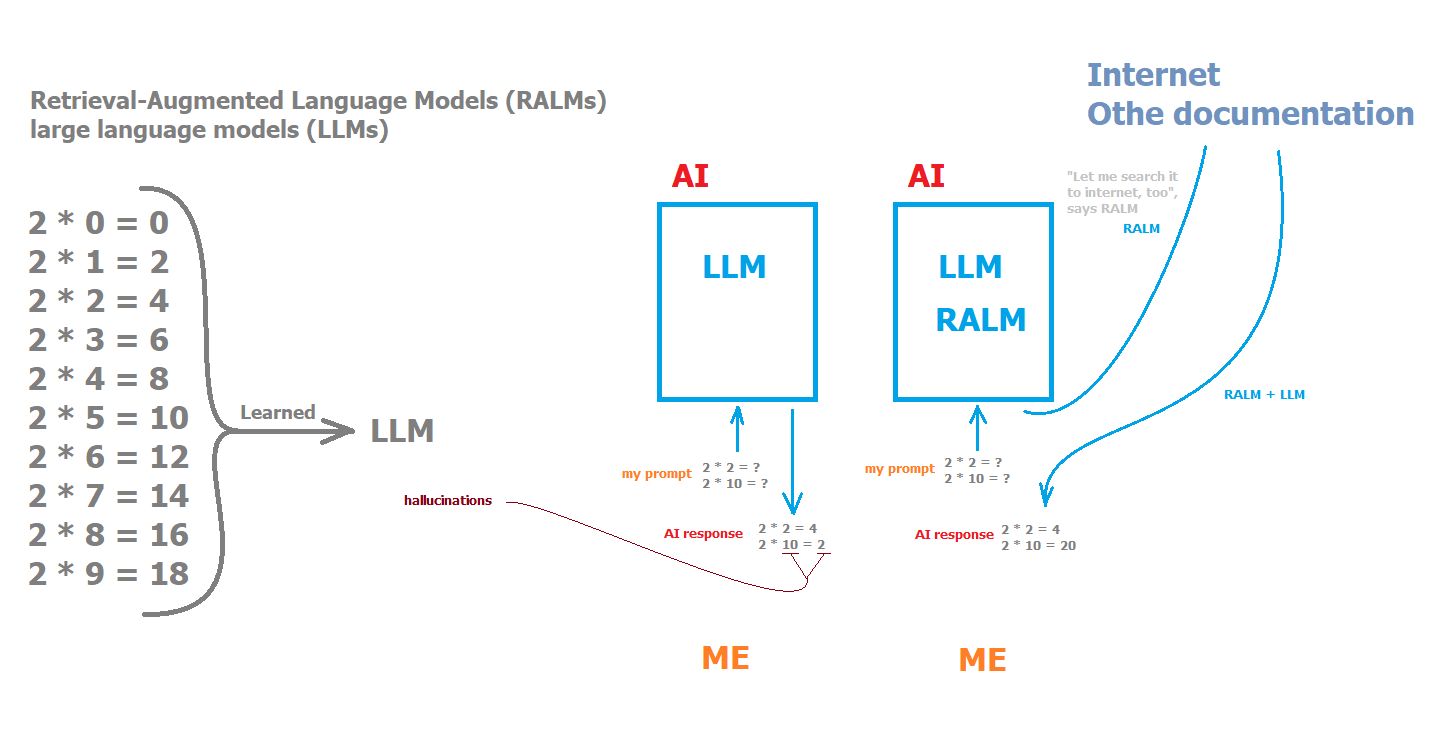 Retrieval-Augmented Language Models (RALMs)
large language models (LLMs)
2 * 0 = 0
2 * 1 = 2
2 * 2 = 4
2 * 3 = 6
2 * 4 = 8
2 * 5 = 10
2 * 6 = 12
2 * 7 = 14
2 * 8 = 16
2 * 9 = 18
Learned
LLM
hallucinations
AI
LLM
my prompt
2 * 2 = ?
2 * 10 = ?
AI response
2 * 2 = 4
2 * 10 = 2
ME
AI
LLM
RALM
my prompt
2 * 2 = ?
2 * 10 = ?
AI response
2 * 2 = 4
2 * 10 = 20
ME
Internet
Othe documentation
"Let me search it
to internet, too",
says RALM
RALM
RALM + LLM